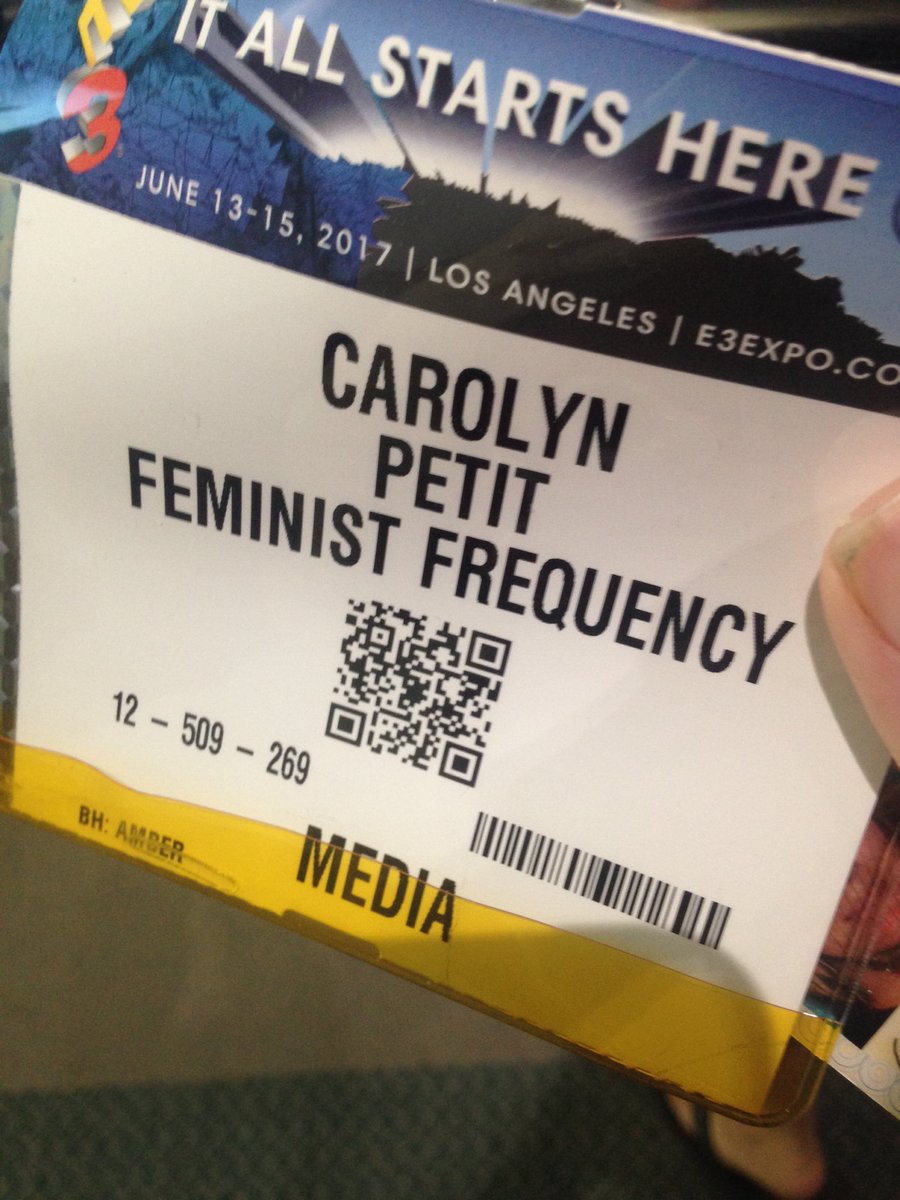 E3
IT ALL STARTS HERE
JUNE 13-15, 2017 | LOS ANGELES | E3EXPO.CO
CAROLYN
PETIT
FEMINIST FREQUENCY
12 - 509 - 269
BH: AMBER
MEDIA